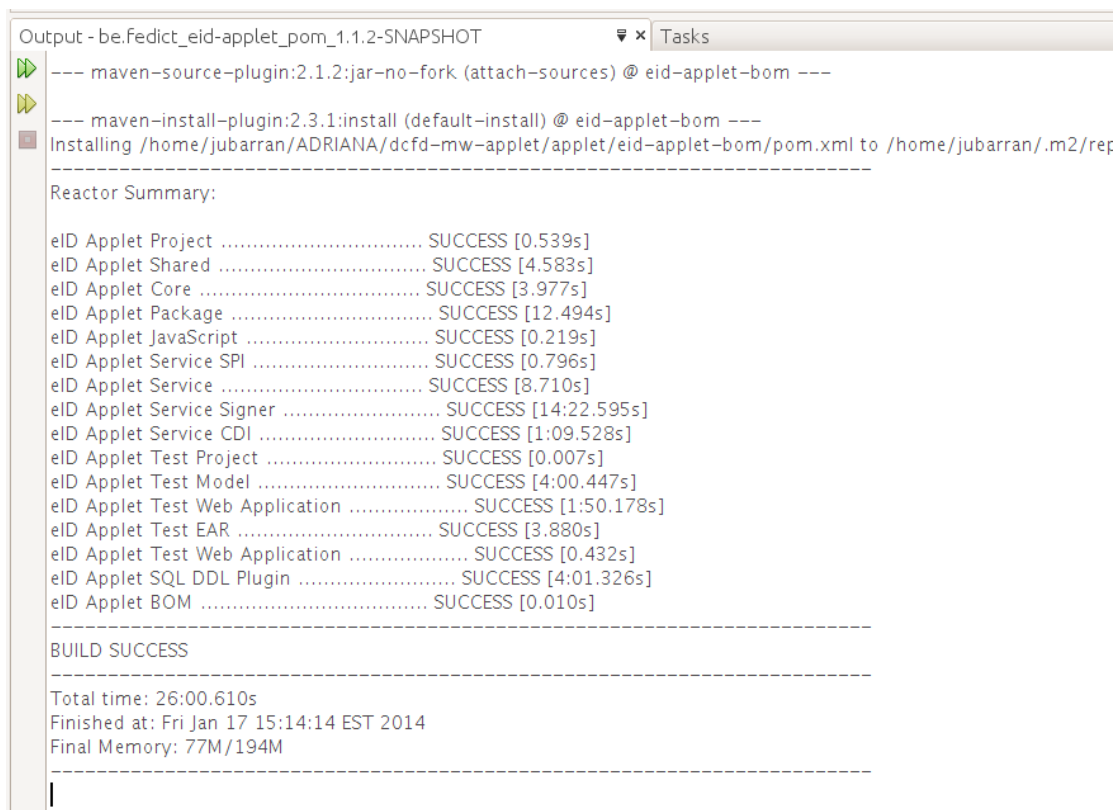 Output - be.fedict_eid-applet_pom_1.1.2-SNAPSHOT Tasks
--- maven-source-plugin:2.1.2:jar-no-fork (attach-sources) @ eid-applet-bom ---
--- maven-install-plugin:2.3.1:install (default-install) @ eid-applet-bom ---
Installing /home/jubarran/ADRIANA/dcfd-mw-applet/applet/eid-applet-bom/pom.xml to /home/jubarran/.m2/rep
------------------------------------------------------------------------
Reactor Summary:
eID Applet Project ................................ SUCCESS [0.539s]
eID Applet Shared ................................. SUCCESS [4.583s]
eID Applet Core ................................... SUCCESS [3.977s]
eID Applet Package ................................ SUCCESS [12.494s]
eID Applet JavaScript ............................. SUCCESS [0.219s]
eID Applet Service SPI ............................ SUCCESS [0.796s]
eID Applet Service ................................ SUCCESS [8.710s]
eID Applet Service Signer ......................... SUCCESS [14:22.595s]
eID Applet Service CDI ............................ SUCCESS [1:09.528s]
eID Applet Test Project ........................... SUCCESS [0.007s]
eID Applet Test Model ............................. SUCCESS [4:00.447s]
eID Applet Test Web Application ................... SUCCESS [1:50.178s]
eID Applet Test EAR ............................... SUCCESS [3.880s]
eID Applet Test Web Application ................... SUCCESS [0.432s]
eID Applet SQL DDL Plugin ......................... SUCCESS [4:01.326s]
eID Applet BOM .................................... SUCCESS [0.010s]
------------------------------------------------------------------------
BUILD SUCCESS
------------------------------------------------------------------------
Total time: 26:00.610s
Finished at: Fri Jan 17 15:14:14 EST 2014
Final Memory: 77M/194M
------------------------------------------------------------------------